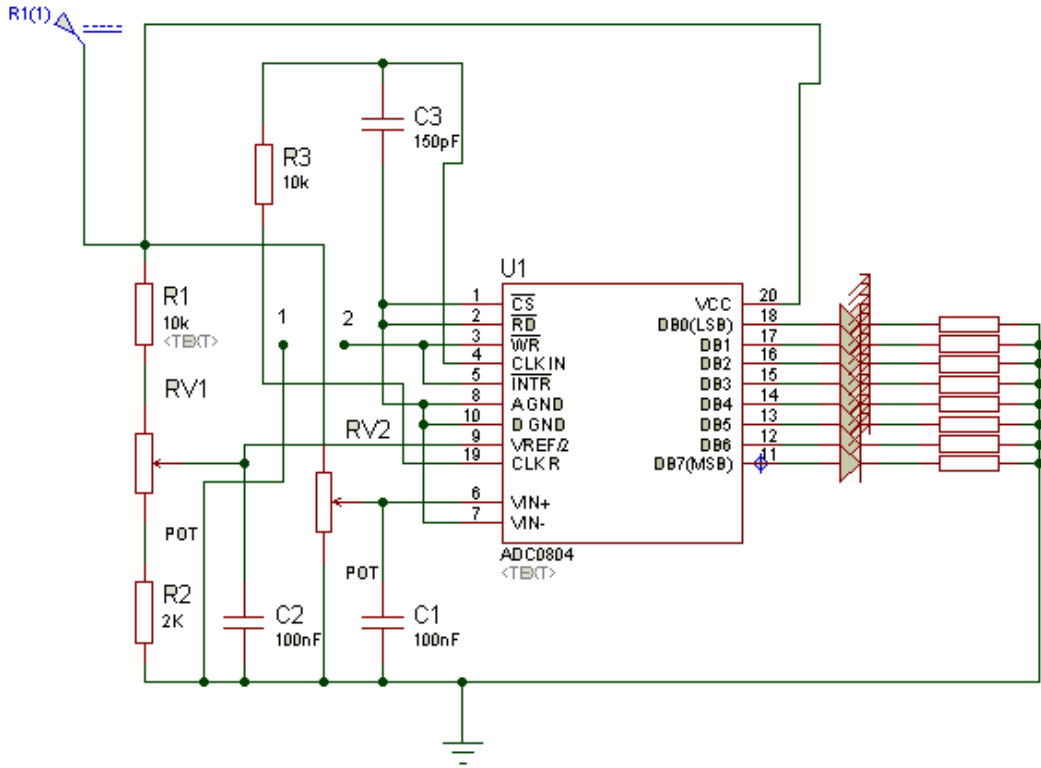 R1(1)
C3
150pF
R3
10k
U1
R1
10k
<TEXT>
1
2
1 CS
2 RD
3 WR
4 CLK IN
5 INTR
8 A GND
10 D GND
9 VREF/2
19 CLK R
6 VIN+
7 VIN-
VCC 20
DB0(LSB) 18
DB1 17
DB2 16
DB3 15
DB4 14
DB5 13
DB6 12
DB7(MSB) 11
ADC0804
<TEXT>
RV1
POT
RV2
POT
R2
2K
C2
100nF
C1
100nF